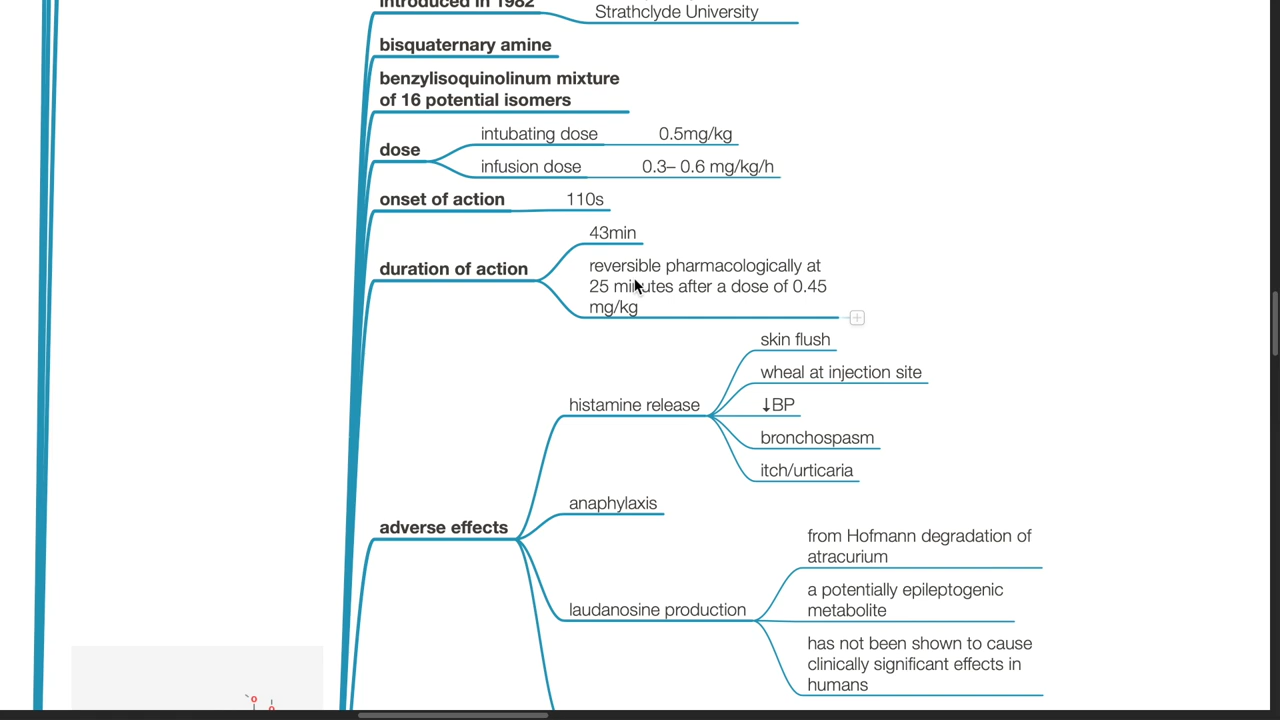 introduced in 1982
Strathclyde University
bisquaternary amine
benzylisoquinolinum mixture
of 16 potential isomers
dose
intubating dose
0.5mg/kg
infusion dose
0.3– 0.6 mg/kg/h
onset of action
110s
duration of action
43min
reversible pharmacologically at
25 minutes after a dose of 0.45
mg/kg
adverse effects
histamine release
skin flush
wheal at injection site
↓BP
bronchospasm
itch/urticaria
anaphylaxis
laudanosine production
from Hofmann degradation of
atracurium
a potentially epileptogenic
metabolite
has not been shown to cause
clinically significant effects in
humans
O
O